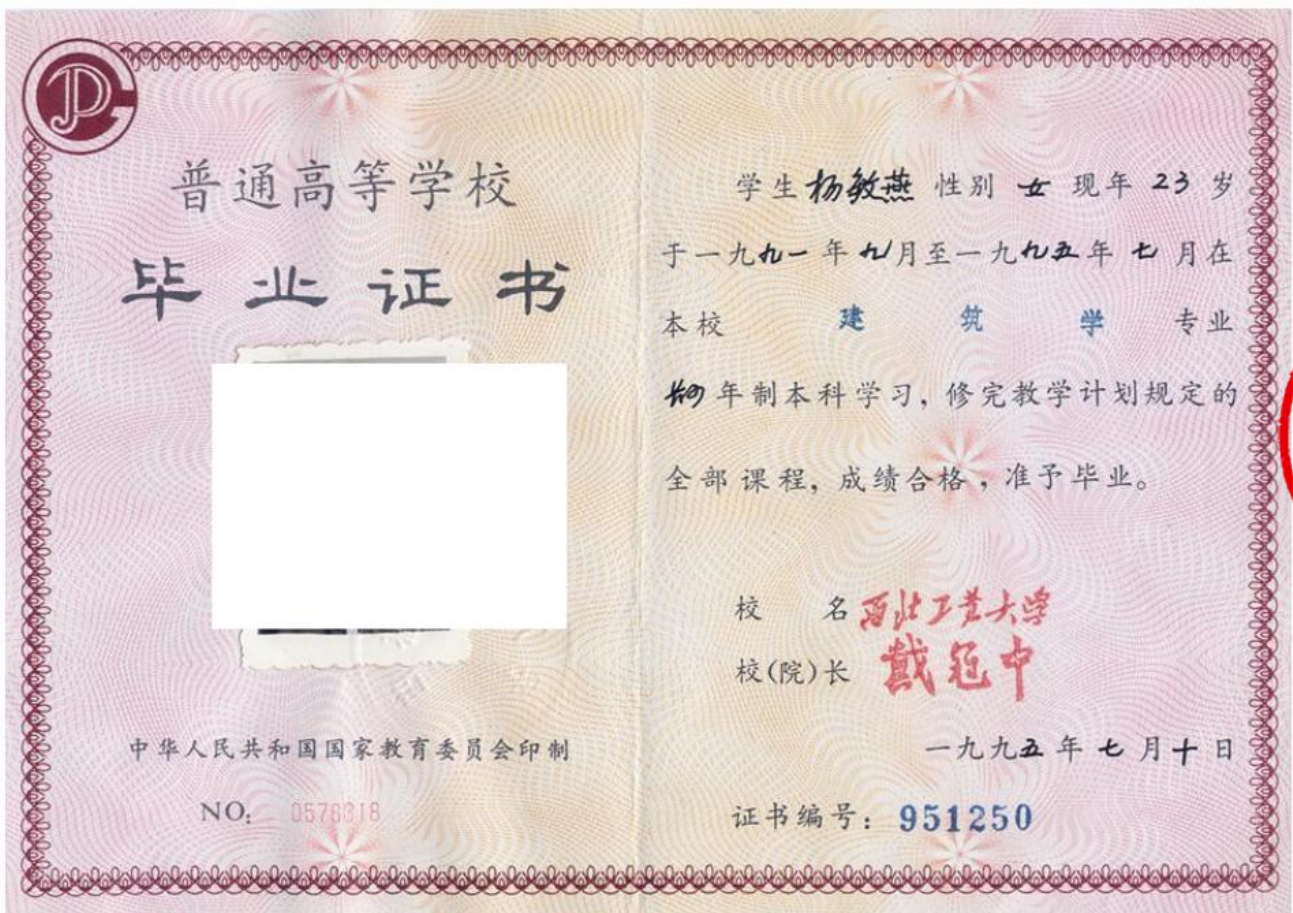 普通高等学校
毕业证书
中华人民共和国国家教育委员会印制
NO: 0578318
学生杨敏燕 性别 女 现年 23 岁
于一九九一年九月至一九九五年七月在
本校 建筑学 专业
年制本科学习，修完教学计划规定的
全部课程，成绩合格，准予毕业。
校 名 西北工业大学
校(院)长 戴冠中
一九九五年七月十日
证书编号：951250